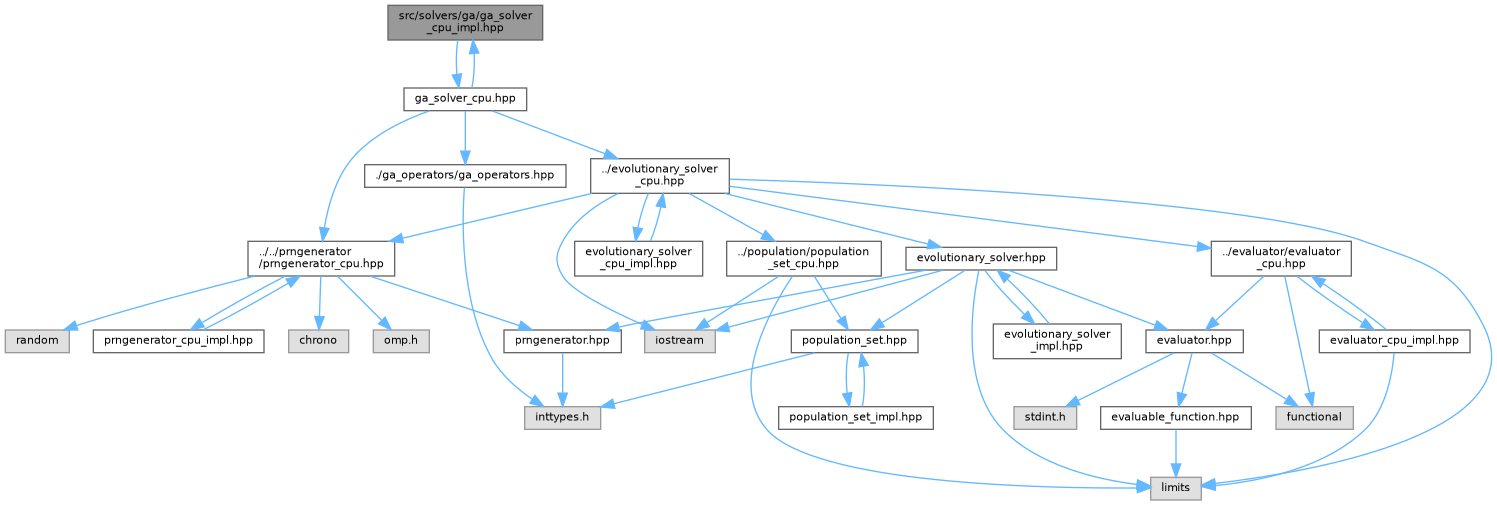 src/solvers/ga/ga_solver
_cpu_impl.hpp
ga_solver_cpu.hpp
./ga_operators/ga_operators.hpp
../evolutionary_solver
_cpu.hpp
../../prngenerator
/prngenerator_cpu.hpp
evolutionary_solver
_cpu_impl.hpp
../population/population
_set_cpu.hpp
evolutionary_solver.hpp
../evaluator/evaluator
_cpu.hpp
random
prngenerator_cpu_impl.hpp
chrono
omp.h
prngenerator.hpp
iostream
population_set.hpp
evolutionary_solver
_impl.hpp
evaluator.hpp
evaluator_cpu_impl.hpp
inttypes.h
population_set_impl.hpp
stdint.h
evaluable_function.hpp
functional
limits